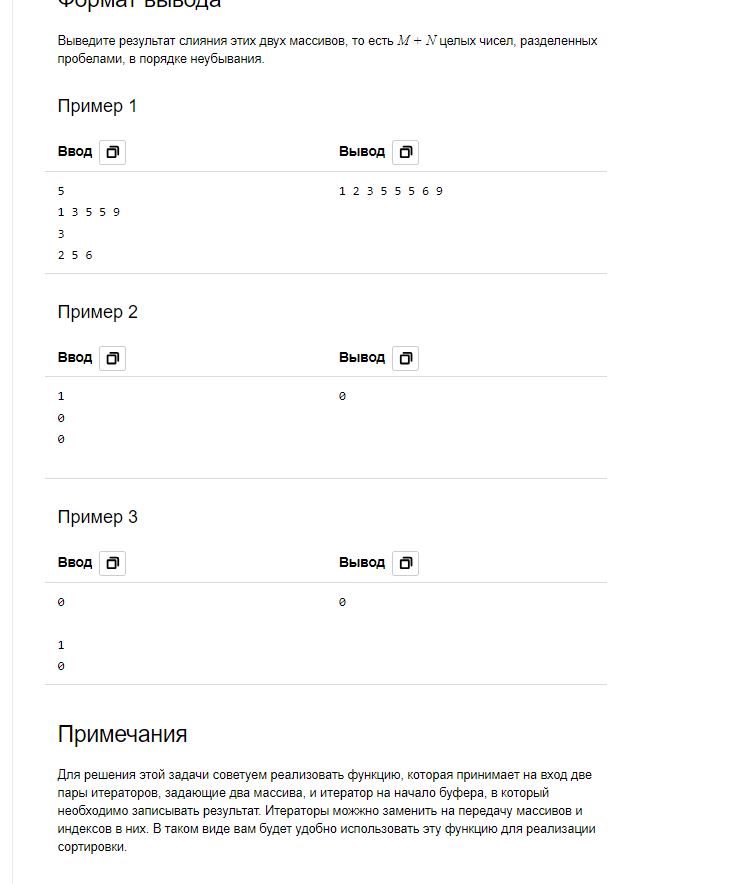 Формат вывода
Выведите результат слияния этих двух массивов, то есть M + N целых чисел, разделенных
пробелами, в порядке неубывания.
Пример 1
Ввод Вывод
5 1 2 3 5 5 5 6 9
1 3 5 5 9
3
2 5 6
Пример 2
Ввод Вывод
1 0
0
0
Пример 3
Ввод Вывод
0 0
1
0
Примечания
Для решения этой задачи советуем реализовать функцию, которая принимает на вход две
пары итераторов, задающие два массива, и итератор на начало буфера, в который
необходимо записывать результат. Итераторы можжно заменить на передачу массивов и
индексов в них. В таком виде вам будет удобно использовать эту функцию для реализации
сортировки.